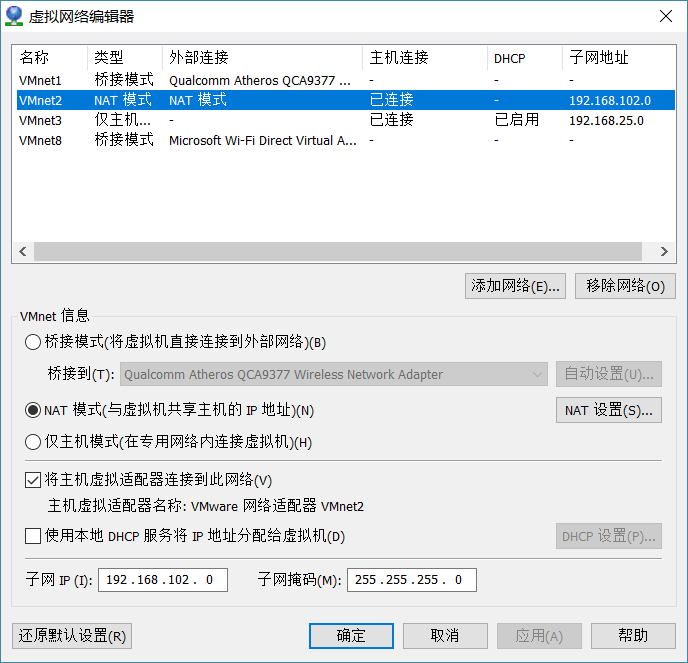 虚拟网络编辑器
名称 类型 外部连接 主机连接 DHCP 子网地址
VMnet1 桥接模式 Qualcomm Atheros QCA9377 ... - - -
VMnet2 NAT 模式 NAT 模式 已连接 - 192.168.102.0
VMnet3 仅主机... - 已连接 已启用 192.168.25.0
VMnet8 桥接模式 Microsoft Wi-Fi Direct Virtual A... - - -
添加网络(E)... 移除网络(O)
VMnet 信息
桥接模式(将虚拟机直接连接到外部网络)(B)
桥接到(T): Qualcomm Atheros QCA9377 Wireless Network Adapter 自动设置(U)...
NAT 模式(与虚拟机共享主机的 IP 地址)(N) NAT 设置(S)...
仅主机模式(在专用网络内连接虚拟机)(H)
将主机虚拟适配器连接到此网络(V)
主机虚拟适配器名称: VMware 网络适配器 VMnet2
使用本地 DHCP 服务将 IP 地址分配给虚拟机(D) DHCP 设置(P)...
子网 IP (I): 192.168.102. 0 子网掩码(M): 255.255.255. 0
还原默认设置(R) 确定 取消 应用(A) 帮助